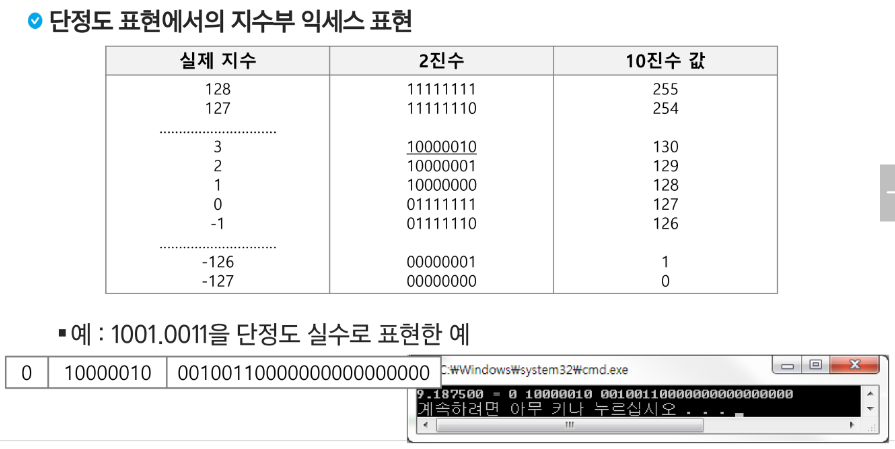 단정도 표현에서의 지수부 익세스 표현
실제 지수 2진수 10진수 값
128 11111111 255
127 11111110 254
..............................
3 10000010 130
2 10000001 129
1 10000000 128
0 01111111 127
-1 01111110 126
..............................
-126 00000001 1
-127 00000000 0
▪예 : 1001.0011을 단정도 실수로 표현한 예
0 10000010 00100110000000000000000
C:₩Windows₩system32₩cmd.exe
9.187500 = 0 10000010 00100110000000000000000
계속하려면 아무 키나 누르십시오 . . .